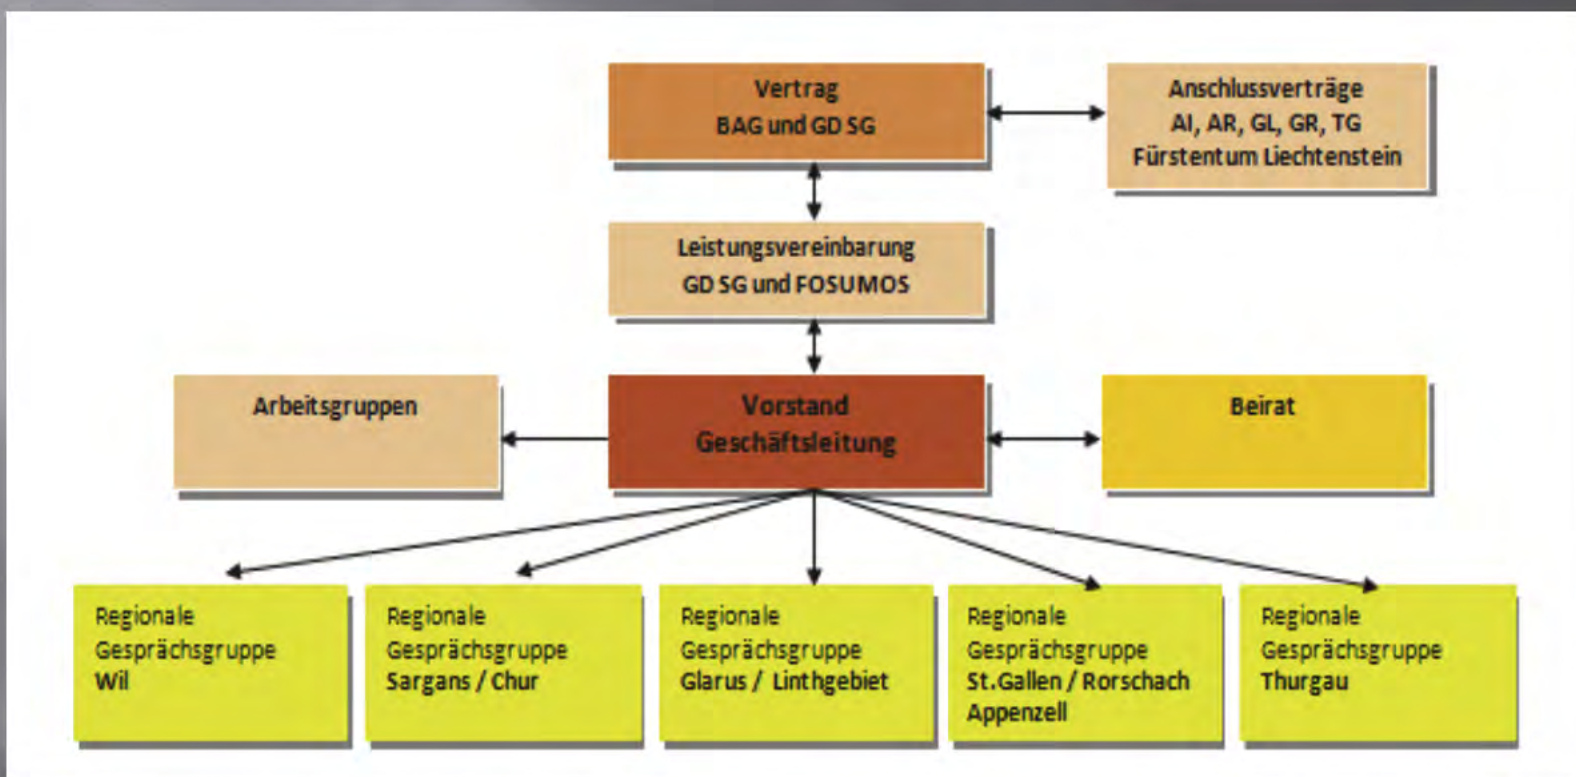 Vertrag
BAG und GD SG
Anschlussverträge
AI, AR, GL, GR, TG
Fürstentum Liechtenstein
Leistungsvereinbarung
GD SG und FOSUMOS
Arbeitsgruppen
Vorstand
Geschäftsleitung
Beirat
Regionale
Gesprächsgruppe
Wil
Regionale
Gesprächsgruppe
Sargans / Chur
Regionale
Gesprächsgruppe
Glarus / Linthgebiet
Regionale
Gesprächsgruppe
St.Gallen / Rorschach
Appenzell
Regionale
Gesprächsgruppe
Thurgau